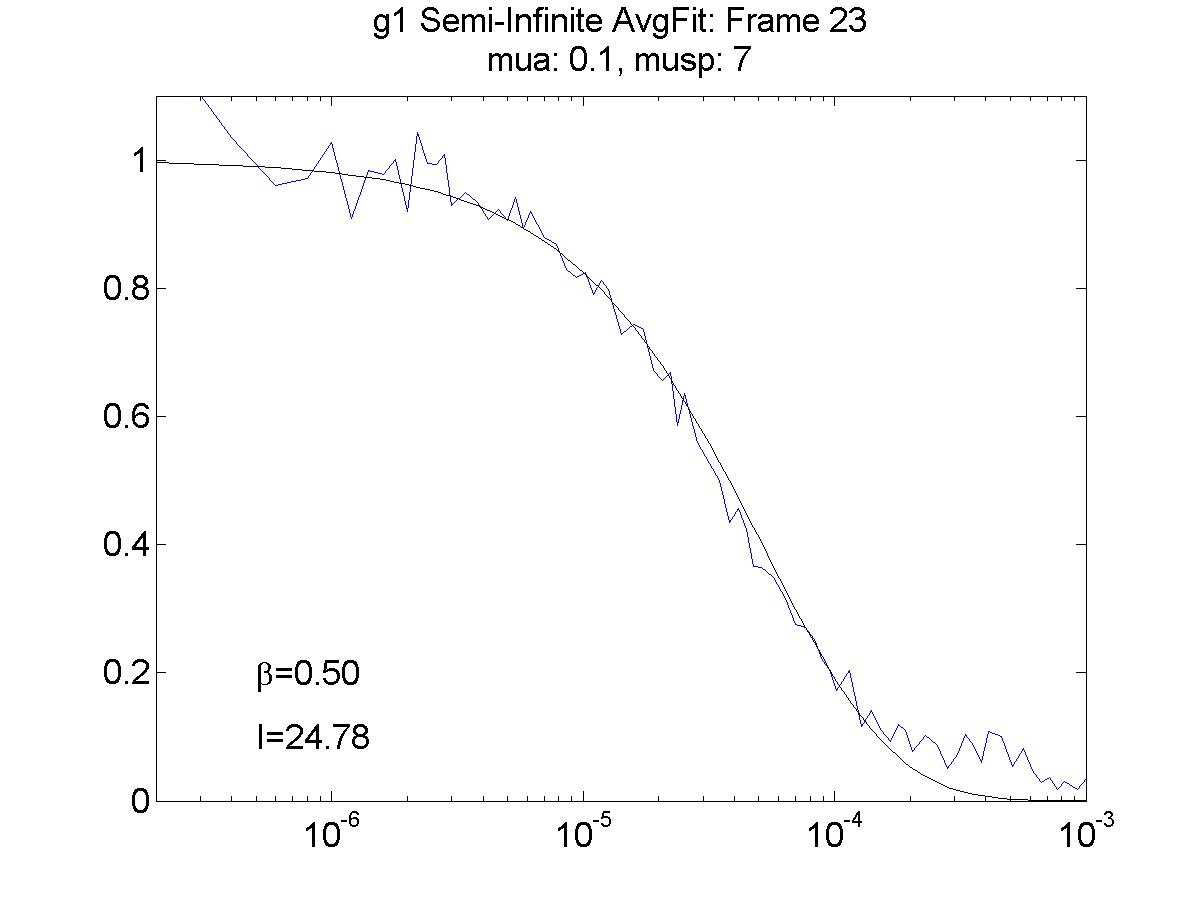 g1 Semi-Infinite AvgFit: Frame 23
mua: 0.1, musp: 7
1
0.8
0.6
0.4
0.2
0
β=0.50
I=24.78
10^-6
10^-5
10^-4
10^-3